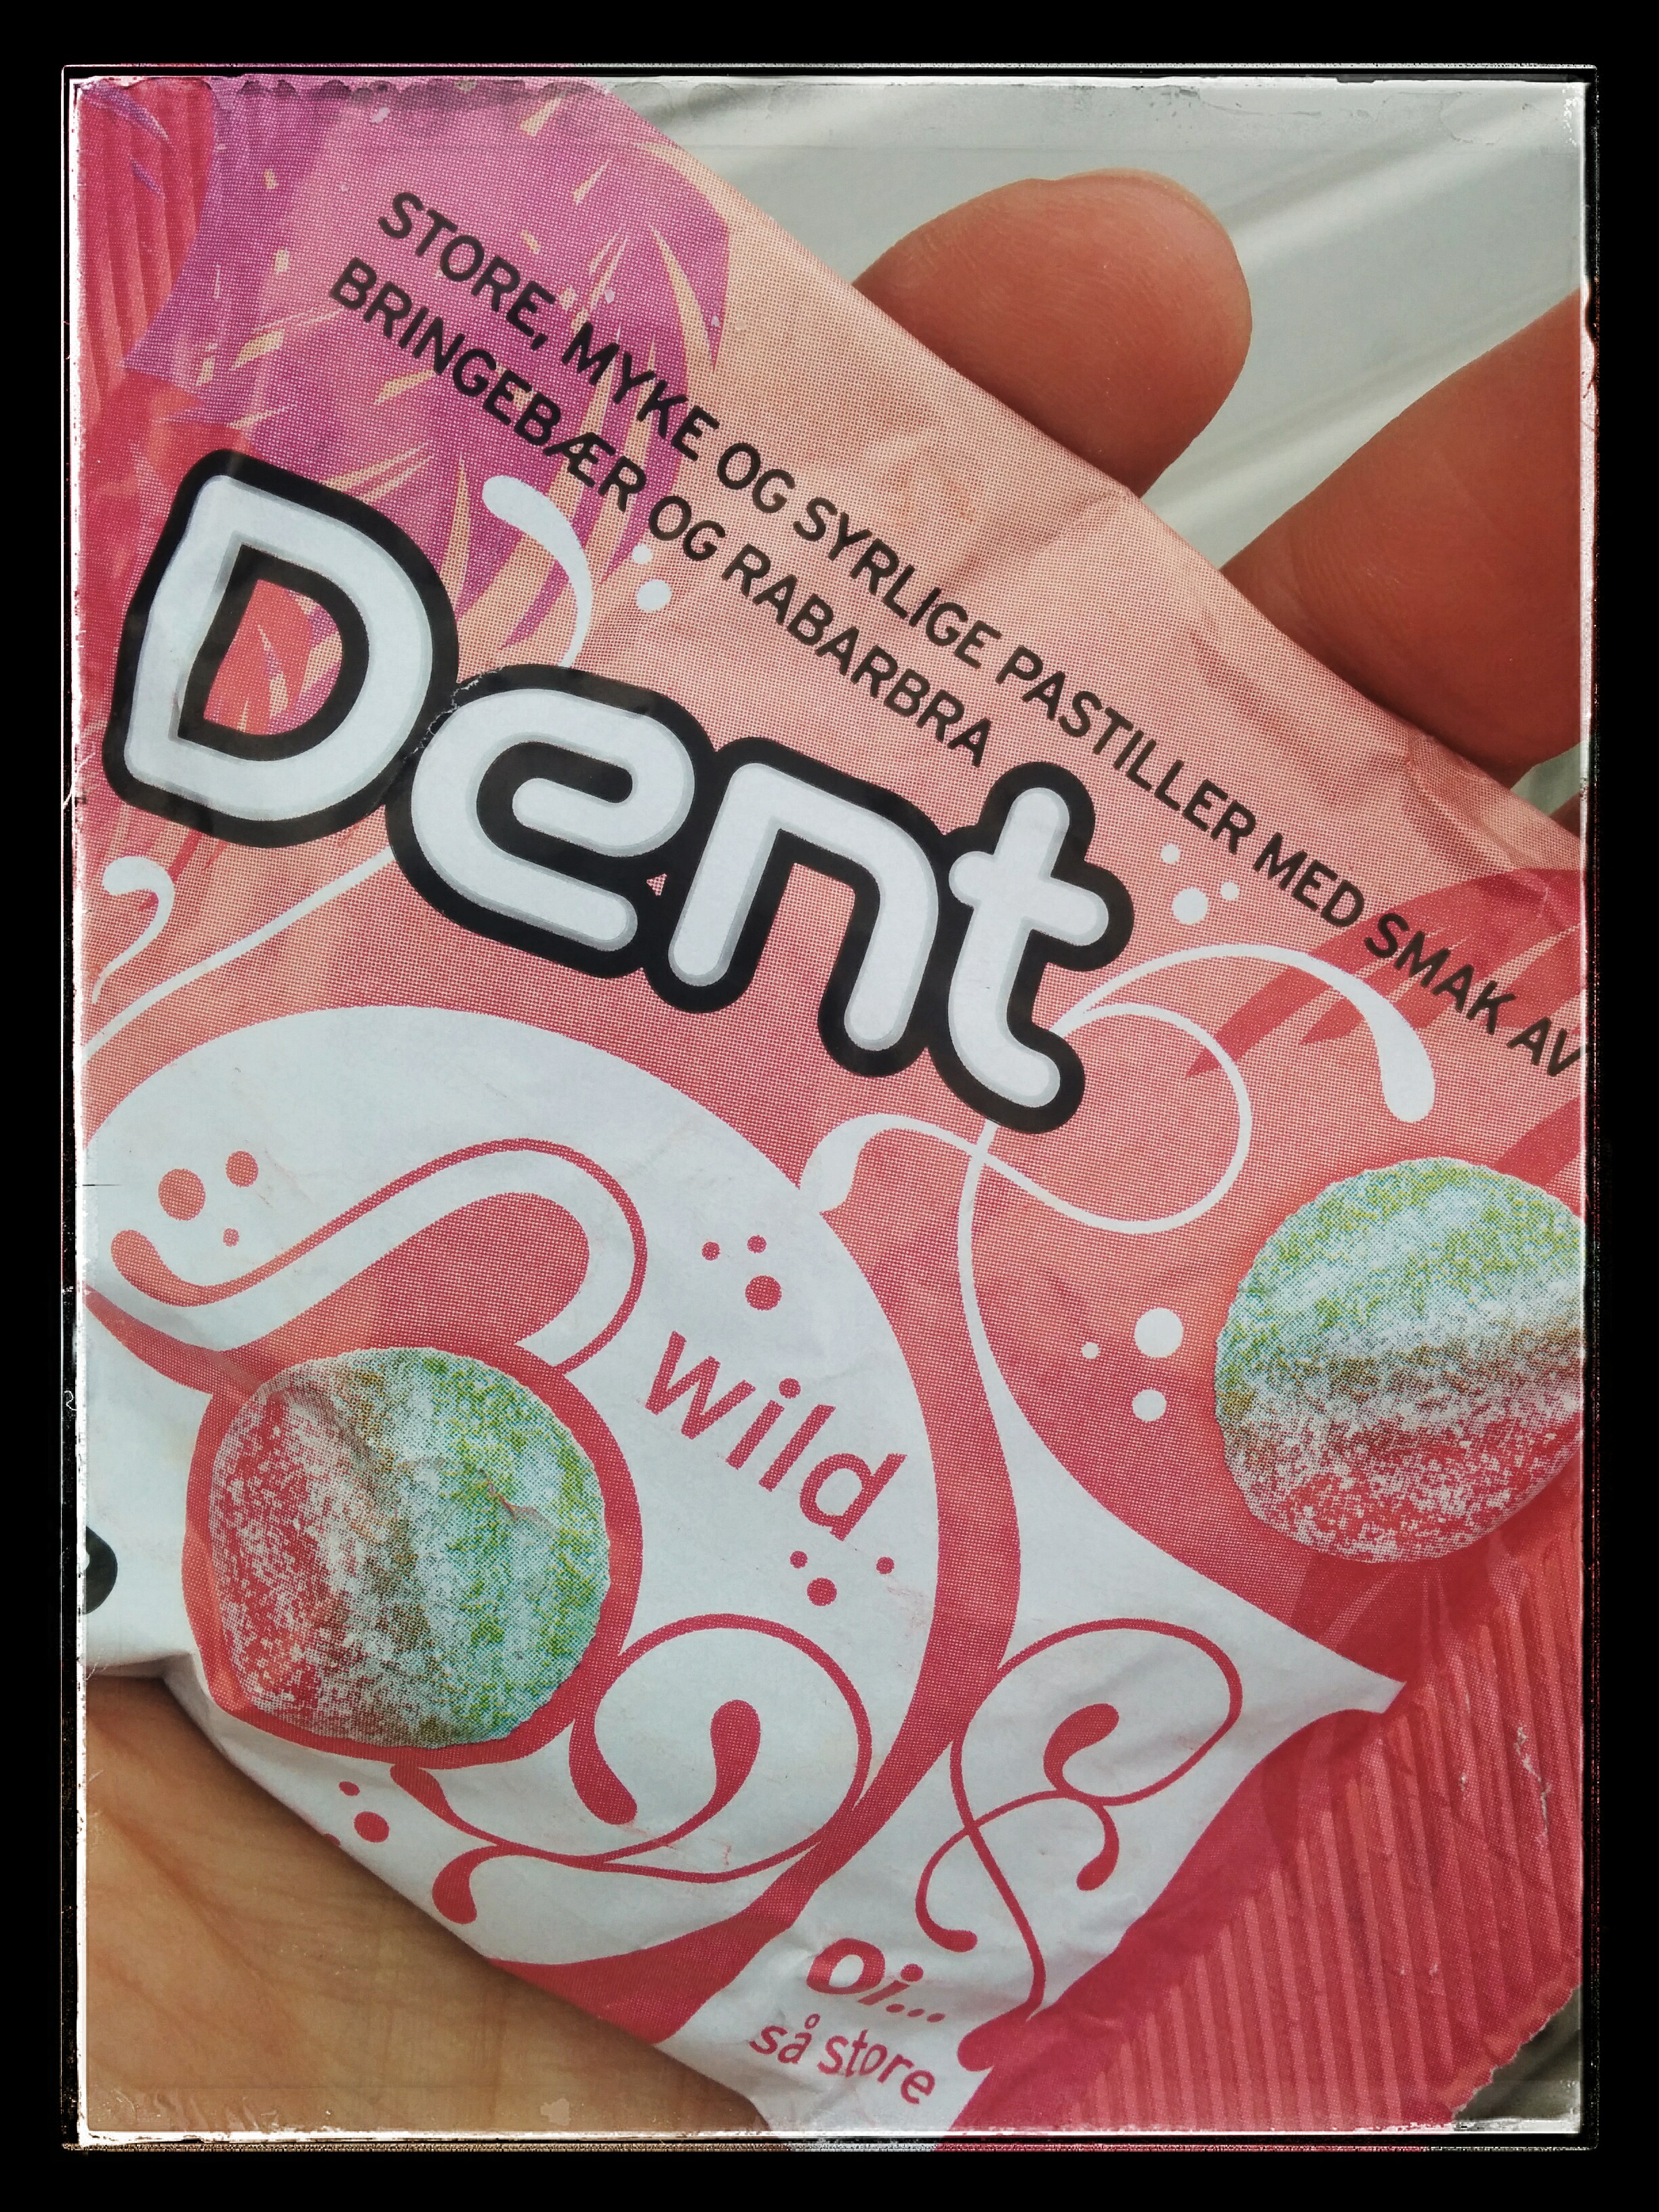 STORE, MYKE OG SYRLIGE PASTILLER MED SMAK AV
BRINGEBÆR OG RABARBRA
Dent
wild
Oi...
så store